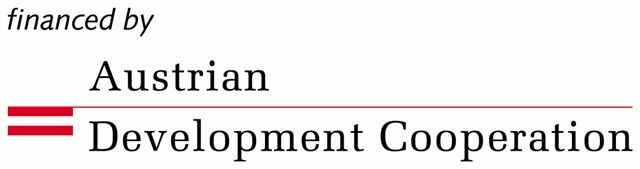 financed by
Austrian
Development Cooperation